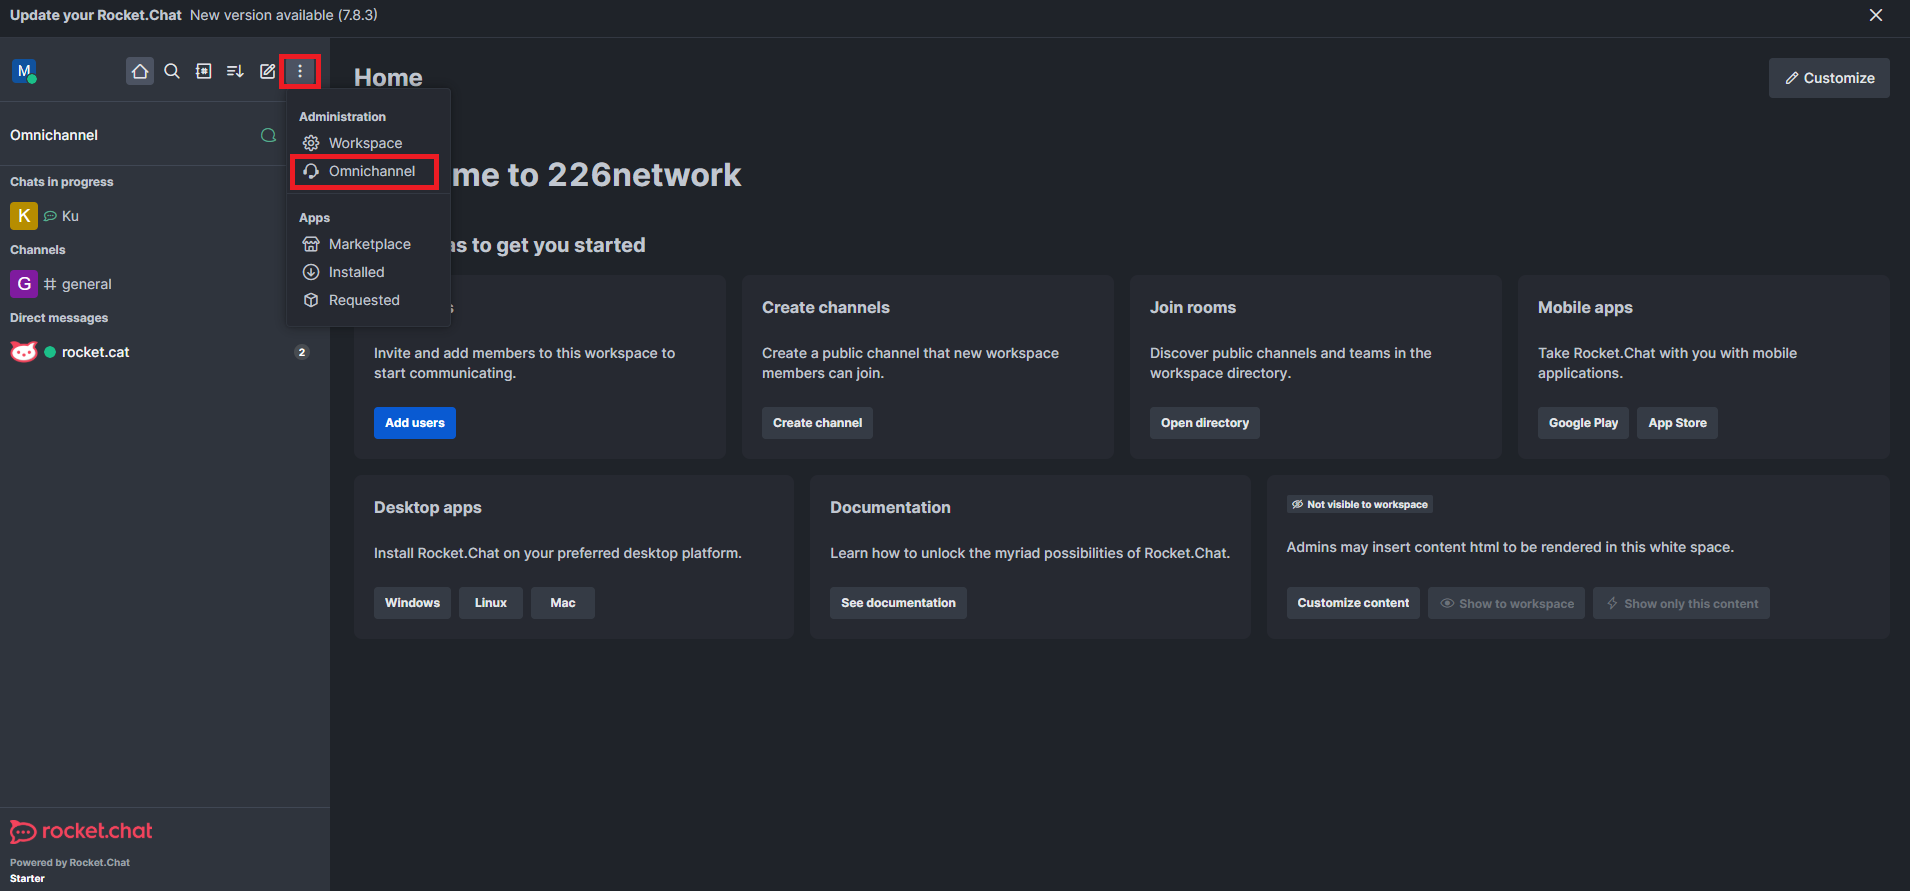 Update your Rocket.Chat New version available (7.8.3)
M
Home
Customize
Administration
Workspace
Omnichannel
Apps
Marketplace
Installed
Requested
Omnichannel
Chats in progress
K Ku
Channels
G general
Direct messages
rocket.cat 2
me to 226network
as to get you started
s
Invite and add members to this workspace to
start communicating.
Add users
Create channels
Create a public channel that new workspace
members can join.
Create channel
Join rooms
Discover public channels and teams in the
workspace directory.
Open directory
Mobile apps
Take Rocket.Chat with you with mobile
applications.
Google Play App Store
Desktop apps
Install Rocket.Chat on your preferred desktop platform.
Windows Linux Mac
Documentation
Learn how to unlock the myriad possibilities of Rocket.Chat.
See documentation
Not visible to workspace
Admins may insert content html to be rendered in this white space.
Customize content Show to workspace Show only this content
rocket.chat
Powered by Rocket.Chat
Starter